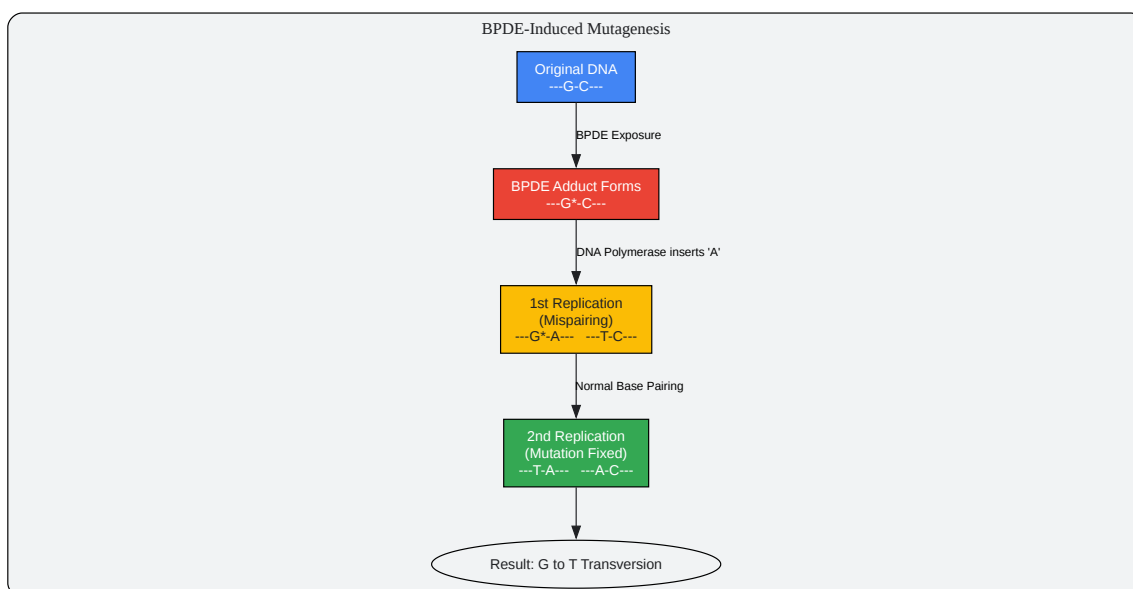 BPDE-Induced Mutagenesis
Original DNA
---G-C---
BPDE Exposure
BPDE Adduct Forms
---G*-C---
DNA Polymerase inserts 'A'
1st Replication
(Mispairing)
---G*-A---   ---T-C---
Normal Base Pairing
2nd Replication
(Mutation Fixed)
---T-A---   ---A-C---
Result: G to T Transversion